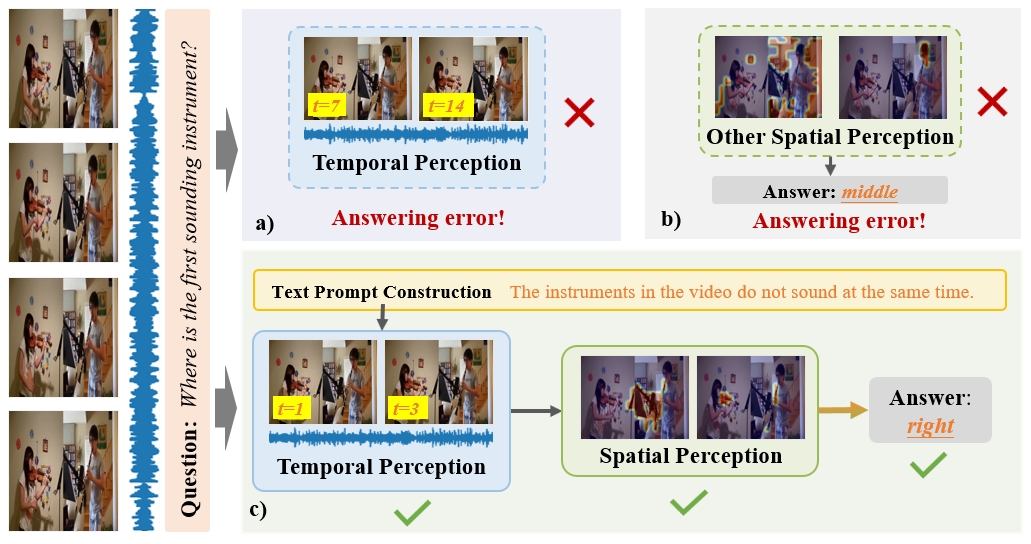 Question: Where is the first sounding instrument?
t=7
t=14
Temporal Perception
Answering error!
a)
Other Spatial Perception
Answer: middle
b)
Answering error!
Text Prompt Construction The instruments in the video do not sound at the same time.
t=1
t=3
Temporal Perception
Spatial Perception
Answer:
right
c)